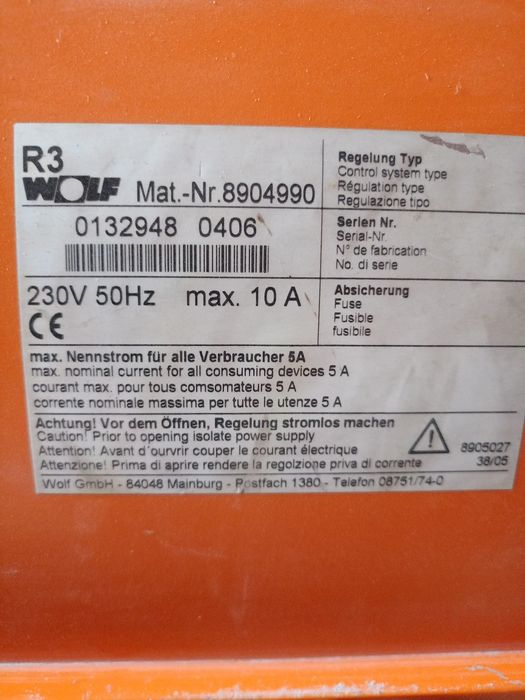 R3
WOLF Mat.-Nr.8904990
Regelung Typ
Control system type
Régulation type
Regulazione tipo
0132948 0406
Serien Nr.
Serial-Nr.
N° de fabrication
No. di serie
230V 50Hz max. 10 A
CE
Absicherung
Fuse
Fusible
fusibile
max. Nennstrom für alle Verbraucher 5A
max. nominal current for all consuming devices 5 A
courant max. pour tous comsomateurs 5 A
corrente nominale massima per tutte le utenze 5 A
Achtung! Vor dem Öffnen, Regelung stromlos machen
Caution! Prior to opening isolate power supply
Attention! Avant d'ourvrir couper le courant électrique
Attenzione! Prima di aprire rendere la regolzione priva di corrente
8905027
38/05
Wolf GmbH - 84048 Mainburg - Postfach 1380 - Telefon 08751/74-0